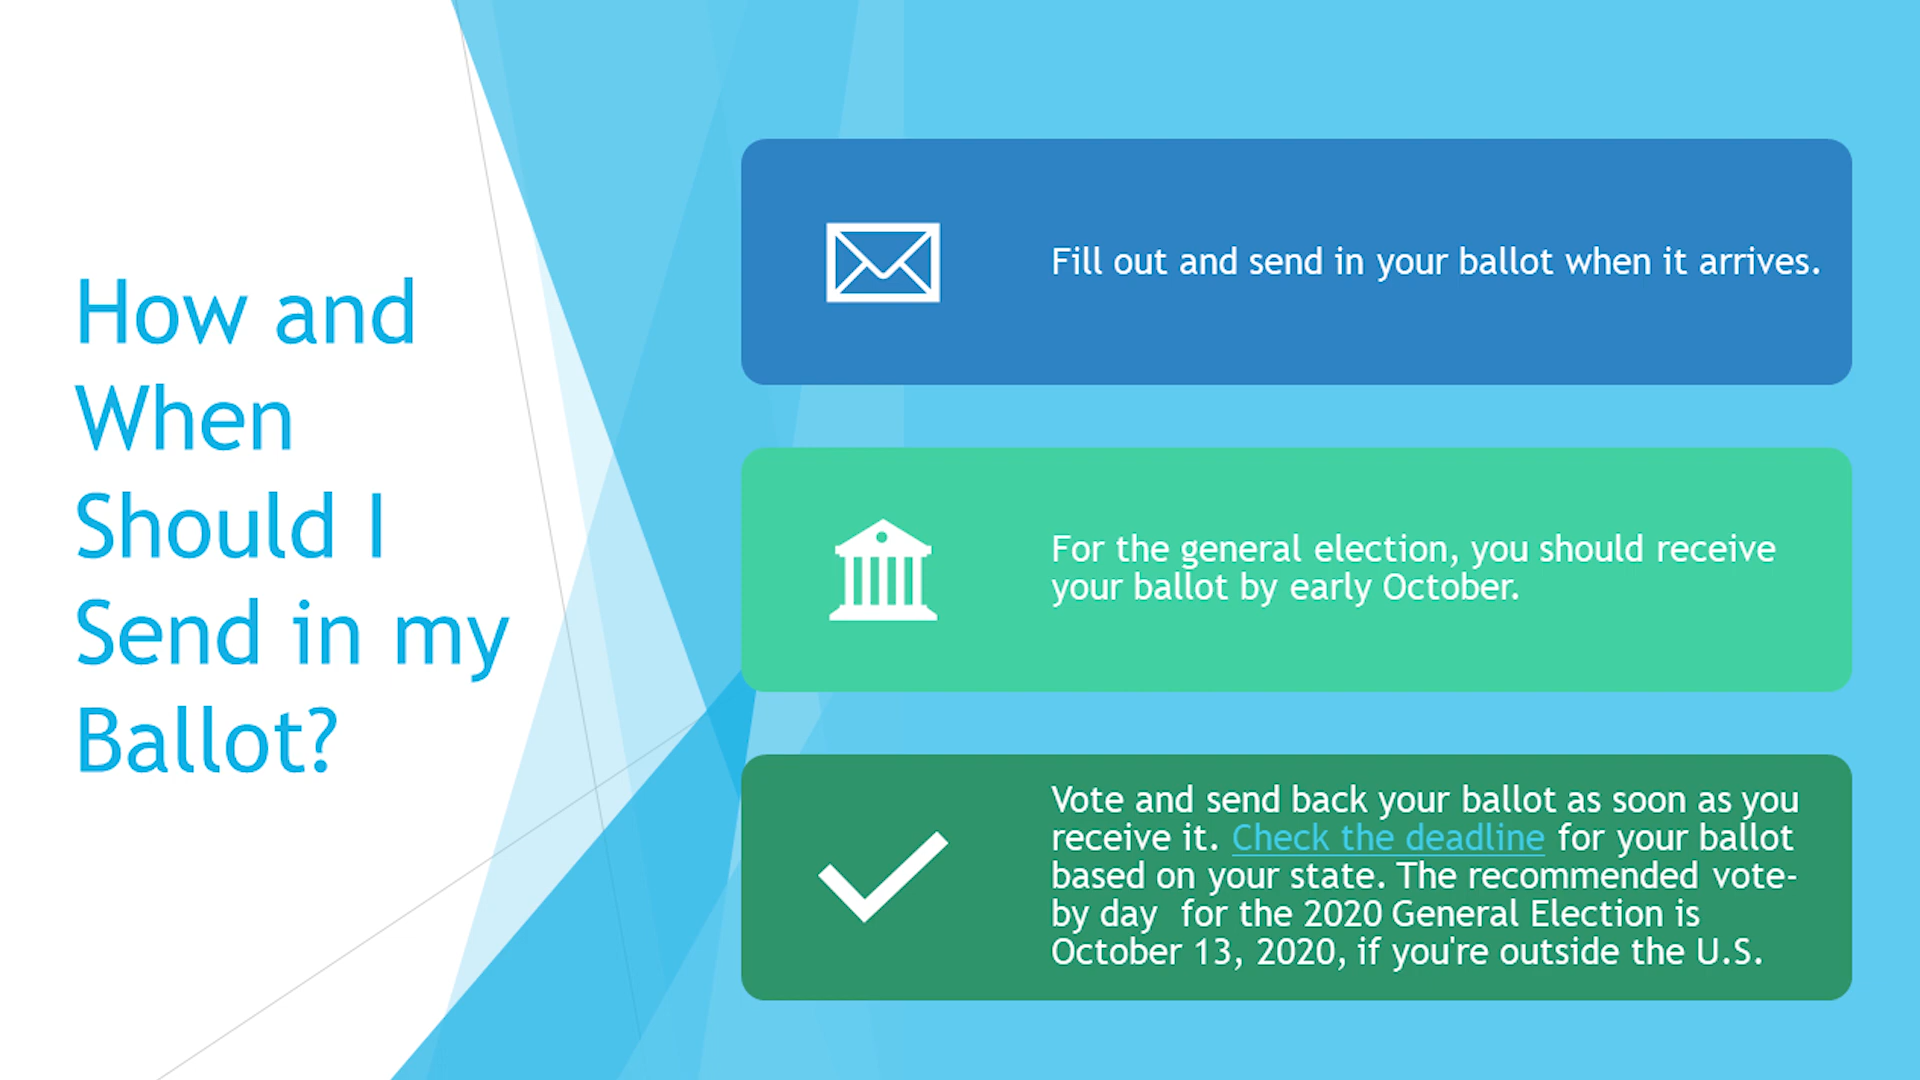 How and
When
Should I
Send in my
Ballot?
Fill out and send in your ballot when it arrives.
For the general election, you should receive
your ballot by early October.
Vote and send back your ballot as soon as you
receive it. Check the deadline for your ballot
based on your state. The recommended vote-
by day  for the 2020 General Election is
October 13, 2020, if you're outside the U.S.